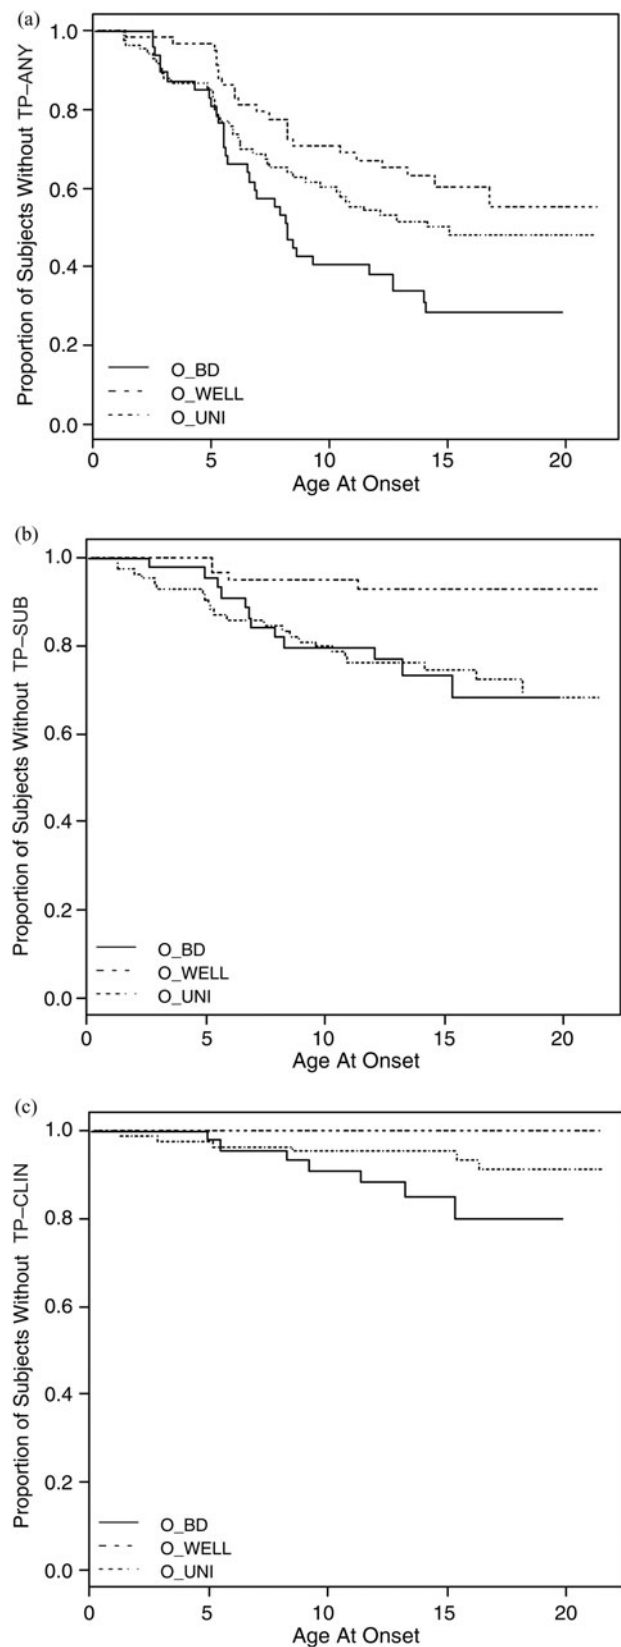 (a)
Proportion of Subjects Without TP–ANY
1.0
0.8
0.6
0.4
0.2
0.0
O_BD
O_WELL
O_UNI
0 5 10 15 20
Age At Onset
(b)
Proportion of Subjects Without TP–SUB
1.0
0.8
0.6
0.4
0.2
0.0
O_BD
O_WELL
O_UNI
0 5 10 15 20
Age At Onset
(c)
Proportion of Subjects Without TP–CLIN
1.0
0.8
0.6
0.4
0.2
0.0
O_BD
O_WELL
O_UNI
0 5 10 15 20
Age At Onset